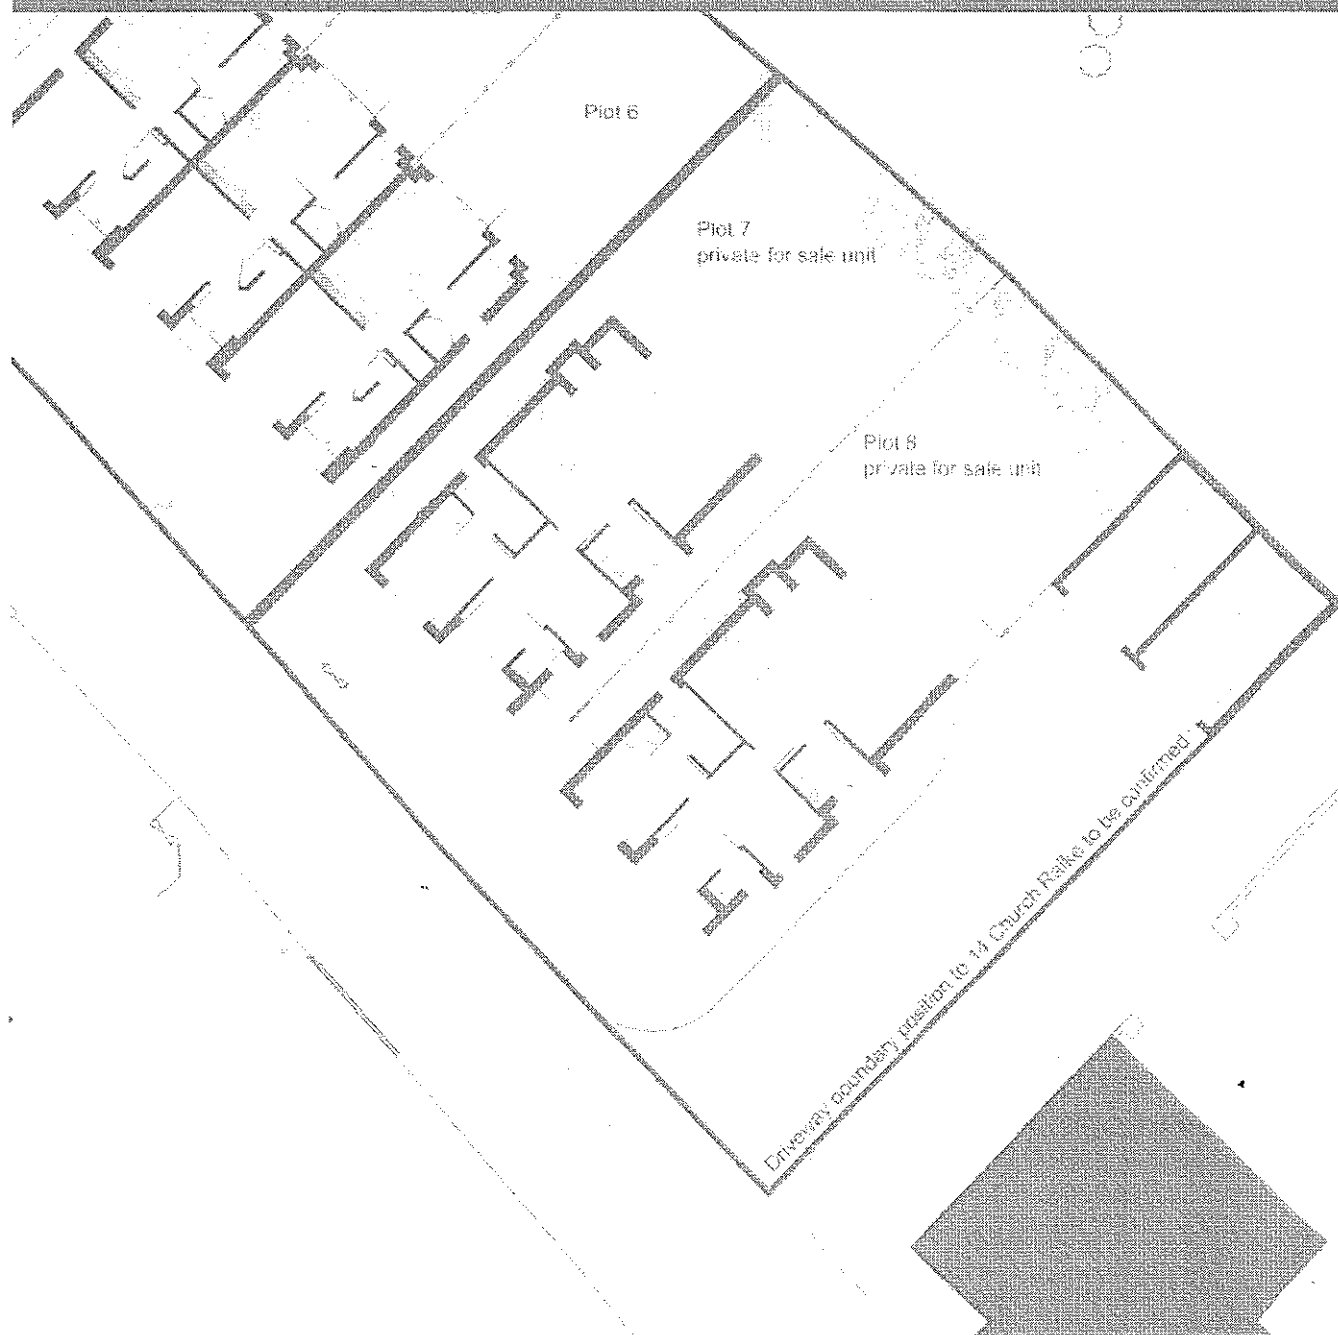 Plot 6
Plot 7
private for sale unit
Plot 8
private for sale unit
Driveway boundary position to 14 Church Raike to be confirmed